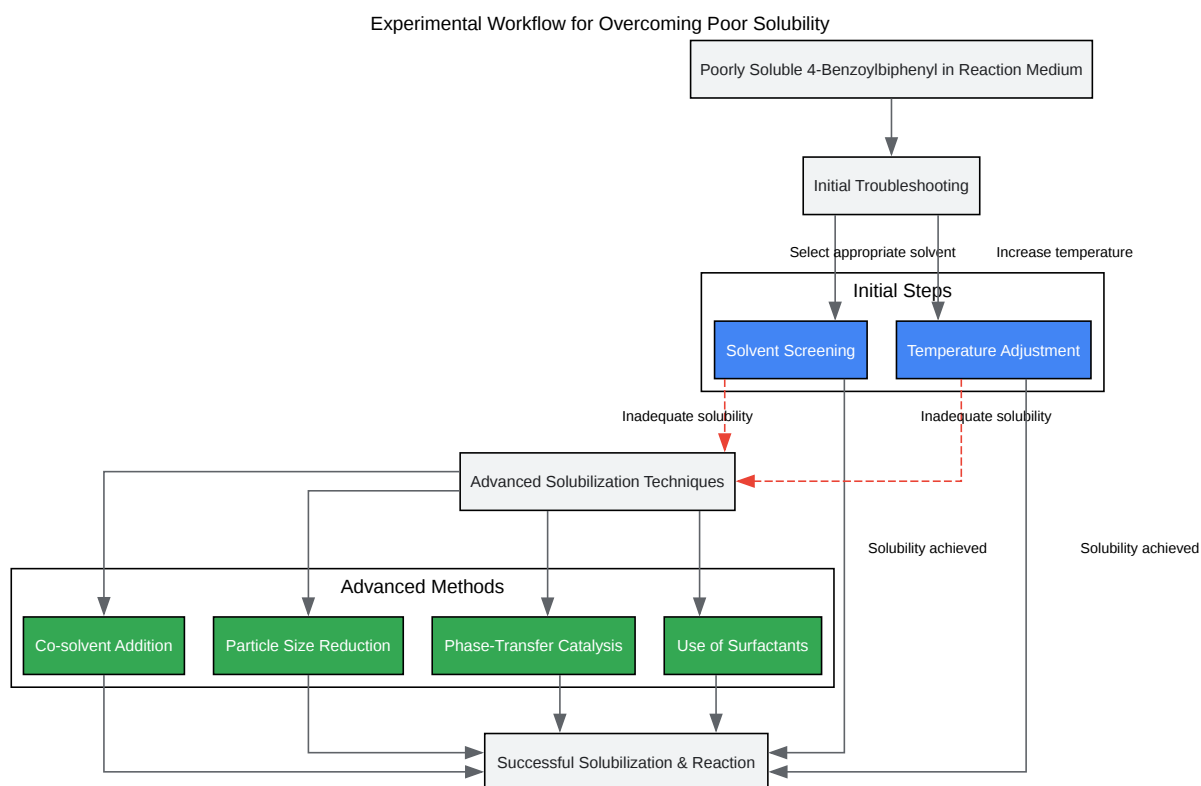 Experimental Workflow for Overcoming Poor Solubility
Poorly Soluble 4-Benzoylbiphenyl in Reaction Medium
Initial Troubleshooting
Select appropriate solvent
Increase temperature
Initial Steps
Solvent Screening
Temperature Adjustment
Inadequate solubility
Inadequate solubility
Advanced Solubilization Techniques
Solubility achieved
Solubility achieved
Advanced Methods
Co-solvent Addition
Particle Size Reduction
Phase-Transfer Catalysis
Use of Surfactants
Successful Solubilization & Reaction